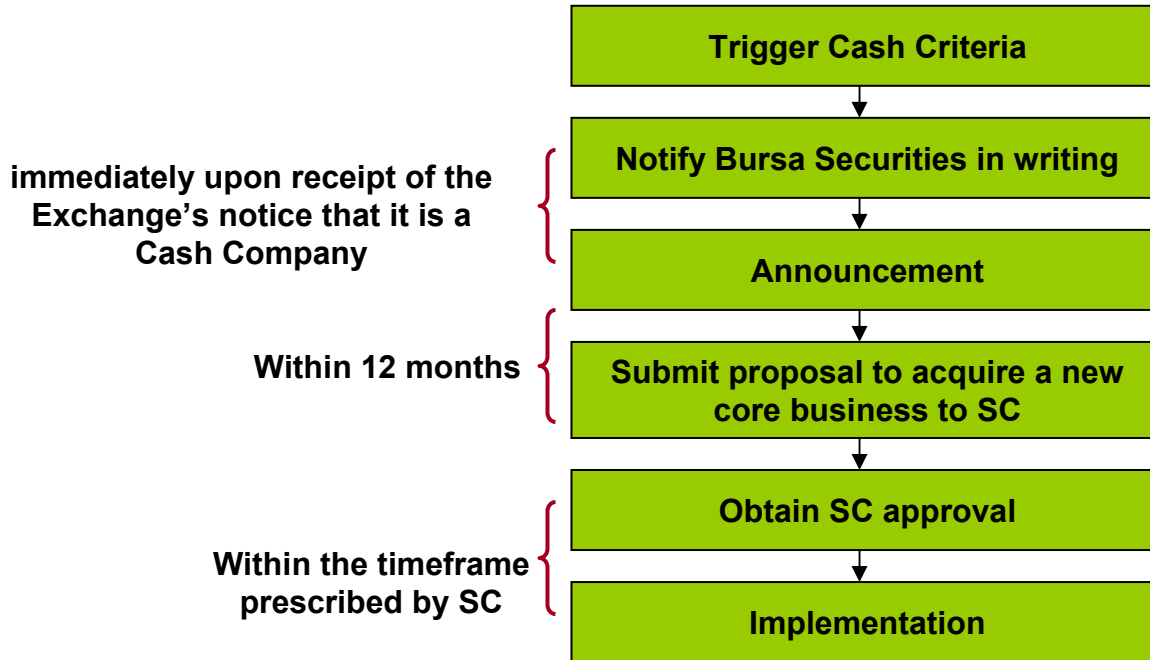 Trigger Cash Criteria
Notify Bursa Securities in writing
immediately upon receipt of the
Exchange’s notice that it is a
Cash Company
Announcement
Within 12 months
Submit proposal to acquire a new
core business to SC
Obtain SC approval
Within the timeframe
prescribed by SC
Implementation